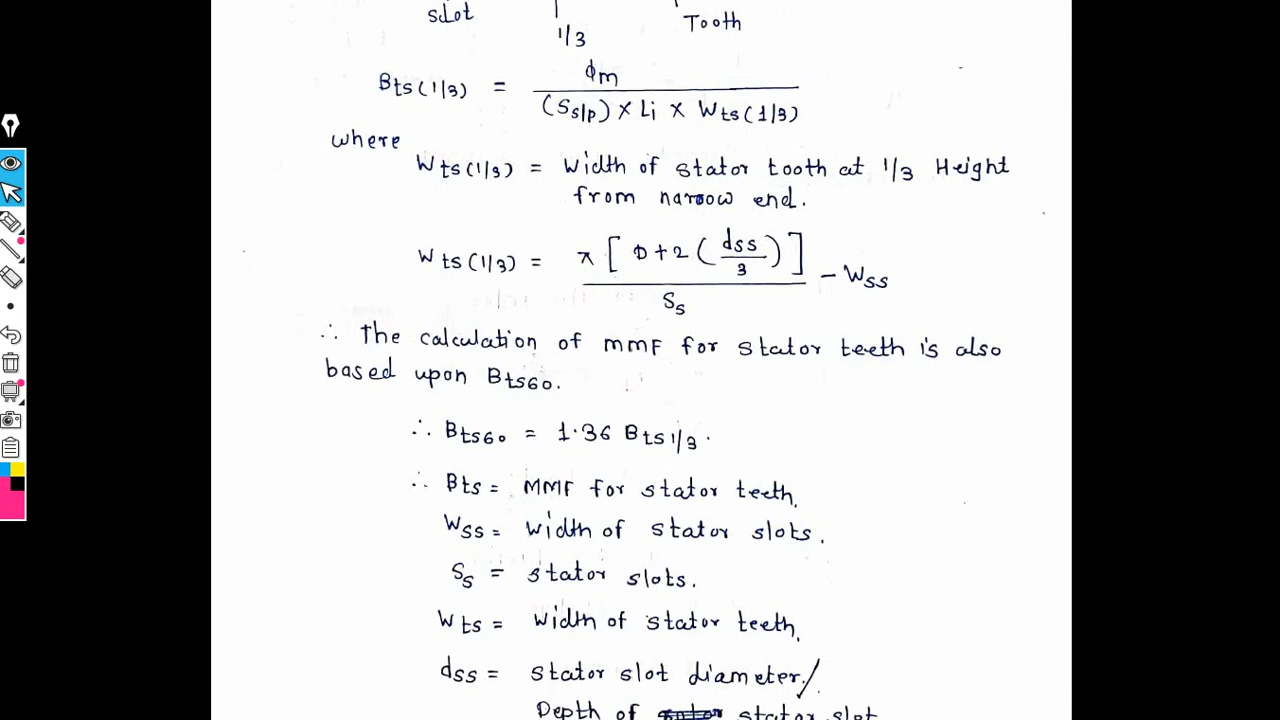 slot
Tooth
1/3
Bts(1/3) = ϕm / (Ss/p) × Li × Wts(1/3)
where
Wts(1/3) = width of stator tooth at 1/3 Height
from narrow end.
Wts(1/3) = π [ D + 2 ( dss/3 ) ] / Ss − Wss
∴ The calculation of MMF for stator teeth is also
based upon Bts60.
∴ Bts60 = 1.36 Bts 1/3.
∴ Bts = MMF for stator teeth.
Wss = width of stator slots.
Ss = stator slots.
Wts = width of stator teeth.
dss = stator slot diameter./
Depth of stator slot